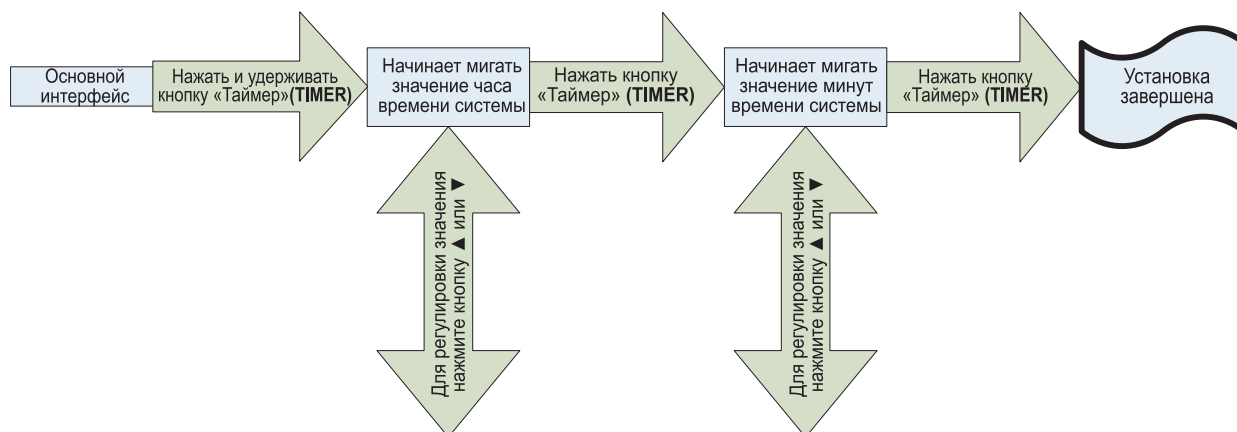 Основной
интерфейс
Нажать и удерживать
кнопку «Таймер»(TIMER)
Начинает мигать
значение часа
времени системы
Нажать кнопку
«Таймер» (TIMER)
Начинает мигать
значение минут
времени системы
Нажать кнопку
«Таймер» (TIMER)
Установка
завершена
Для регулировки значения
нажмите кнопку ▲ или ▼
Для регулировки значения
нажмите кнопку ▲ или ▼